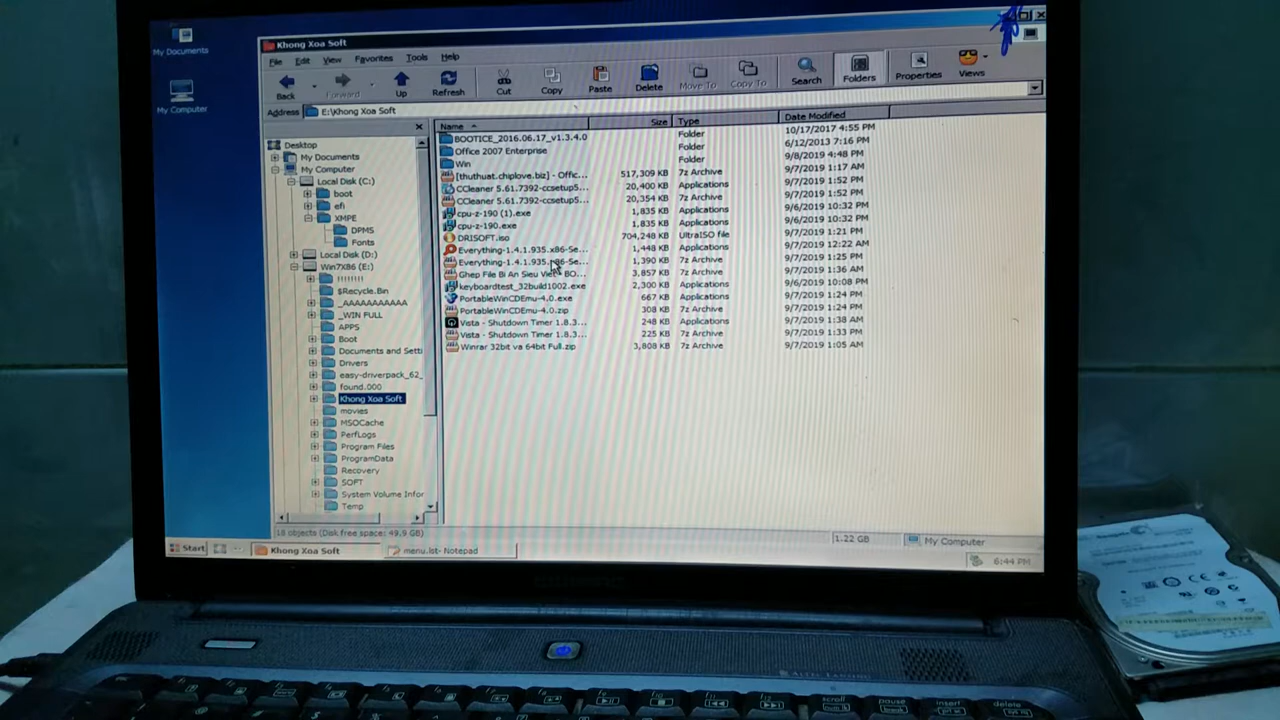 My Documents
My Computer
Khong Xoa Soft
File Edit View Favorites Tools Help
Back Forward Up Refresh Cut Copy Paste Delete Move To Copy To Search Folders Properties Views
Address E:\Khong Xoa Soft
Desktop
My Documents
My Computer
Local Disk (C:)
boot
efi
XMPE
DPMS
Fonts
Local Disk (D:)
Win7X86 (E:)
!!!!!!!!
$Recycle.Bin
_AAAAAAAAAAA
_WIN FULL
APPS
Boot
Documents and Setti
Drivers
easy-driverpack_62_
found.000
Khong Xoa Soft
movies
MSOCache
PerfLogs
Program Files
ProgramData
Recovery
SOFT
System Volume Infor
Temp
Name Size Type Date Modified
BOOTICE_2016.06.17_v1.3.4.0 Folder 10/17/2017 4:55 PM
Office 2007 Enterprise Folder 6/12/2013 7:16 PM
Win Folder 9/8/2019 4:48 PM
[thuthuat.chiplove.biz] - Offic... 517,309 KB 7z Archive 9/7/2019 1:17 AM
CCleaner 5.61.7392-ccsetup5... 20,400 KB Applications 9/7/2019 1:52 PM
CCleaner 5.61.7392-ccsetup5... 20,354 KB 7z Archive 9/7/2019 1:52 PM
cpu-z-190 (1).exe 1,835 KB Applications 9/6/2019 10:32 PM
cpu-z-190.exe 1,835 KB Applications 9/6/2019 10:32 PM
DRISOFT.iso 704,248 KB UltraISO file 9/7/2019 1:21 PM
Everything-1.4.1.935.x86-Se... 1,448 KB Applications 9/7/2019 12:22 AM
Everything-1.4.1.935.x86-Se... 1,390 KB 7z Archive 9/7/2019 1:25 PM
Ghep File Bi An Sieu Viet - BO... 3,857 KB 7z Archive 9/7/2019 1:36 AM
keyboardtest_32build1002.exe 2,300 KB Applications 9/6/2019 10:08 PM
PortableWinCDEmu-4.0.exe 667 KB Applications 9/7/2019 1:24 PM
PortableWinCDEmu-4.0.zip 308 KB 7z Archive 9/7/2019 1:24 PM
Vista - Shutdown Timer 1.8.3... 248 KB Applications 9/7/2019 1:38 AM
Vista - Shutdown Timer 1.8.3... 225 KB 7z Archive 9/7/2019 1:33 PM
Winrar 32bit va 64bit Full.zip 3,808 KB 7z Archive 9/7/2019 1:05 AM
18 objects (Disk free space: 49.9 GB) 1.22 GB My Computer
Start Khong Xoa Soft menu.lst- Notepad 6:44 PM
ALTEC LANSING
scroll pause insert delete